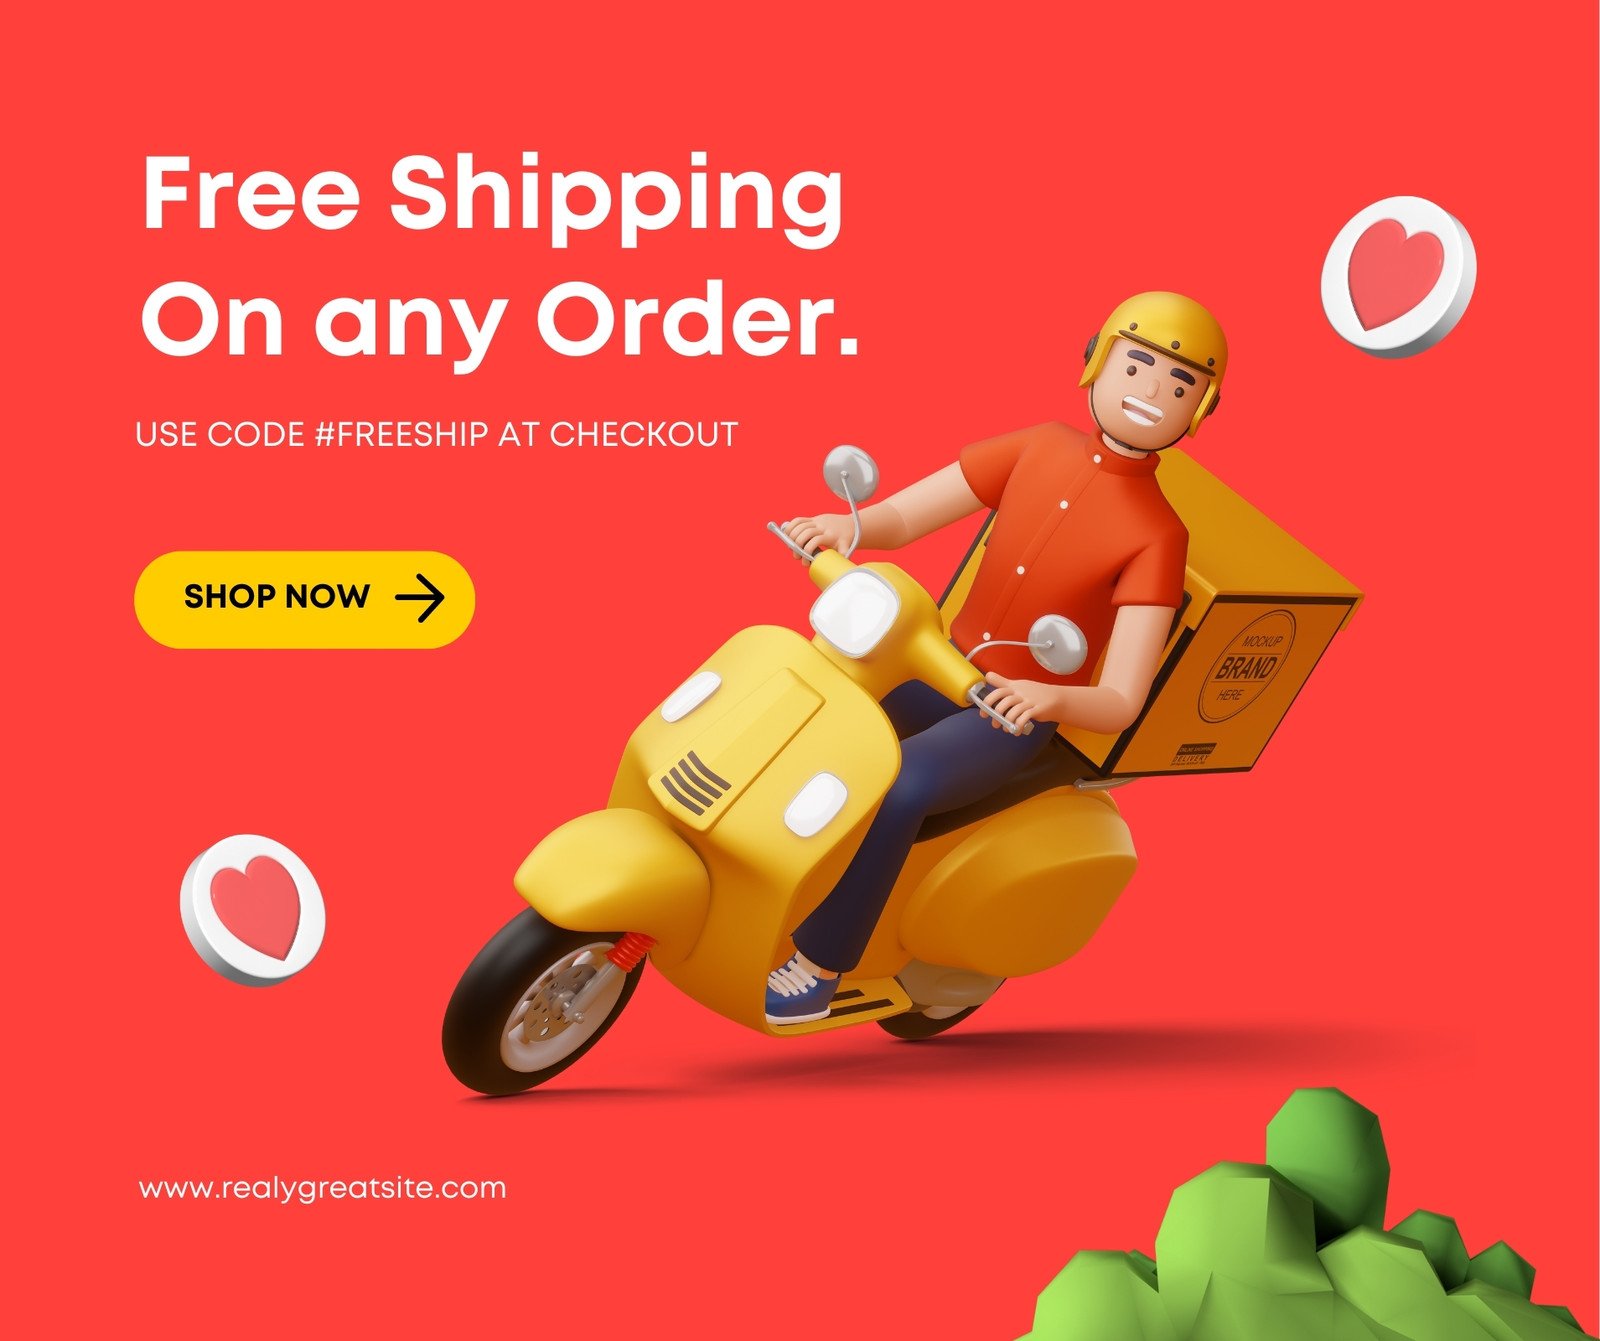 Free Shipping
On any Order.
USE CODE #FREESHIP AT CHECKOUT
SHOP NOW
MOCKUP
BRAND
HERE
ONLINE SHOPPING
DELIVERY
www.realygreatsite.com